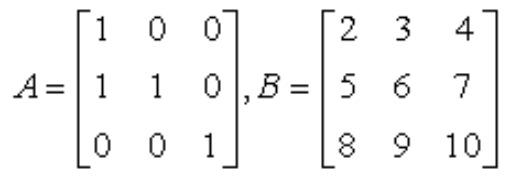 A = [1 0 0; 1 1 0; 0 0 1], B = [2 3 4; 5 6 7; 8 9 10]